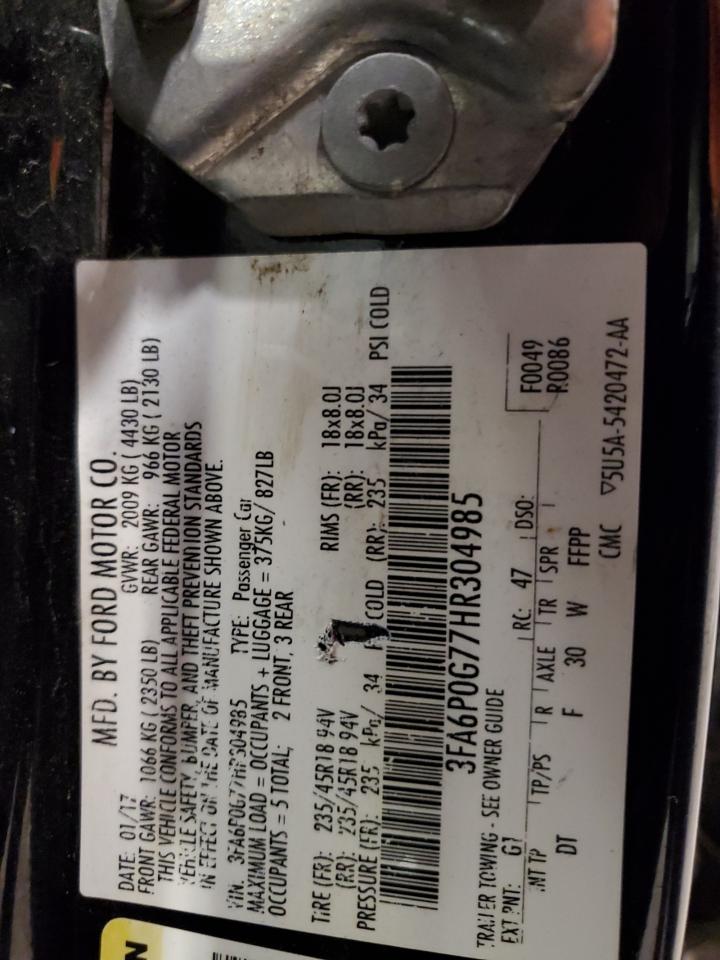 MFD. BY FORD MOTOR CO.
DATE: 01/17 GVWR: 2009 KG ( 4430 LB)
FRONT GAWR: 1066 KG ( 2350 LB) REAR GAWR: 966 KG ( 2130 LB)
THIS VEHICLE CONFORMS TO ALL APPLICABLE FEDERAL MOTOR
VEHICLE SAFETY, BUMPER, AND THEFT PREVENTION STANDARDS
IN EFFECT ON THE DATE OF MANUFACTURE SHOWN ABOVE.
VIN: 3FA6P0G77HR304985 TYPE: Passenger Car
MAXIMUM LOAD = OCCUPANTS + LUGGAGE = 375KG/ 827LB
OCCUPANTS = 5 TOTAL; 2 FRONT, 3 REAR
TIRE (FR): 235/45R18 94V RIMS (FR): 18x8.0J
(RR): 235/45R18 94V (RR): 18x8.0J
PRESSURE (FR): 235 kPa/ 34 COLD (RR): 235 kPa/ 34 PSI COLD
3FA6P0G77HR304985
TRAILER TOWING - SEE OWNER GUIDE
EXT PNT: G1 RC: 47 DSO: F0049
INT TP TP/PS R AXLE TR SPR R0086
DT F 30 W FFPP
CMC ▽5U5A-5420472-AA
N